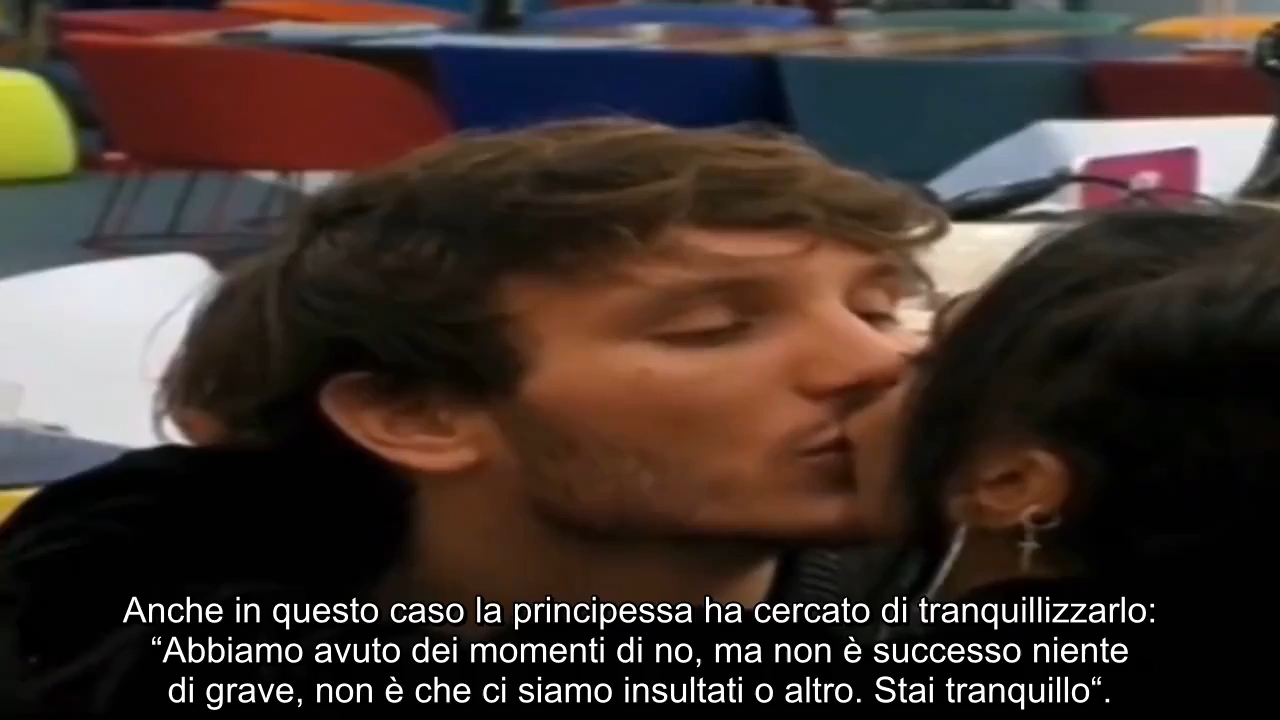 Anche in questo caso la principessa ha cercato di tranquillizzarlo:
“Abbiamo avuto dei momenti di no, ma non è successo niente
di grave, non è che ci siamo insultati o altro. Stai tranquillo“.